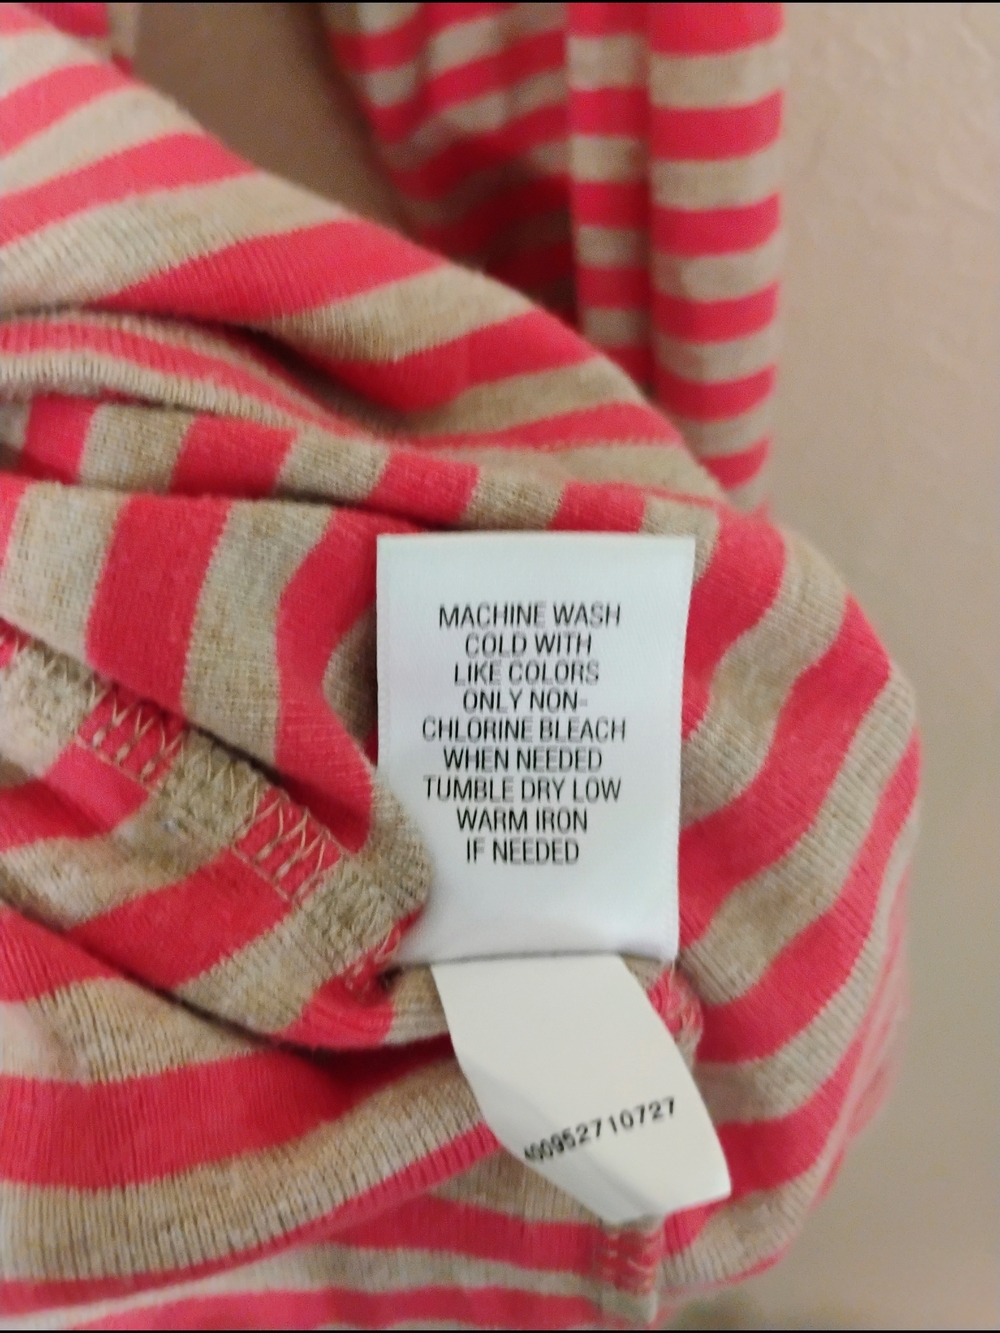 MACHINE WASH
COLD WITH
LIKE COLORS
ONLY NON-
CHLORINE BLEACH
WHEN NEEDED
TUMBLE DRY LOW
WARM IRON
IF NEEDED
400952710727